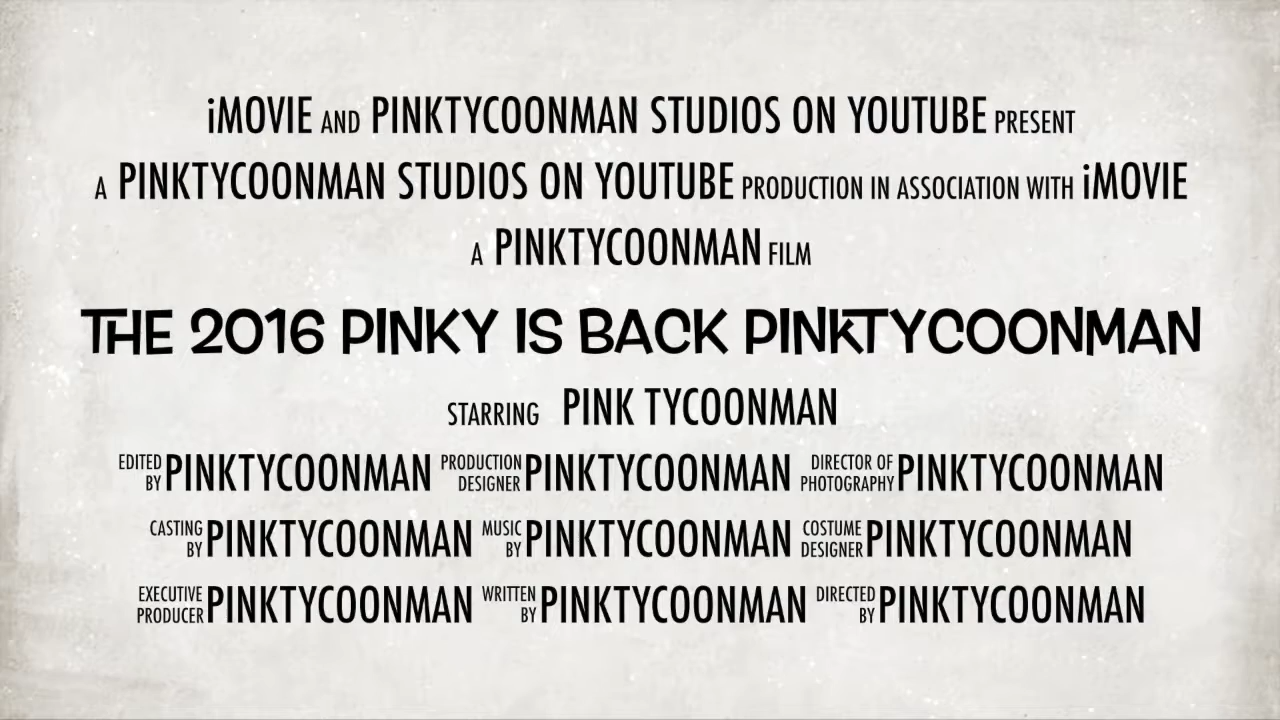 iMOVIE AND PINKTYCOONMAN STUDIOS ON YOUTUBE PRESENT
A PINKTYCOONMAN STUDIOS ON YOUTUBE PRODUCTION IN ASSOCIATION WITH iMOVIE
A PINKTYCOONMAN FILM
THE 2016 PINKY IS BACK PINKTYCOONMAN
STARRING PINK TYCOONMAN
EDITED BY PINKTYCOONMAN PRODUCTION DESIGNER PINKTYCOONMAN DIRECTOR OF PHOTOGRAPHY PINKTYCOONMAN
CASTING BY PINKTYCOONMAN MUSIC BY PINKTYCOONMAN COSTUME DESIGNER PINKTYCOONMAN
EXECUTIVE PRODUCER PINKTYCOONMAN WRITTEN BY PINKTYCOONMAN DIRECTED BY PINKTYCOONMAN